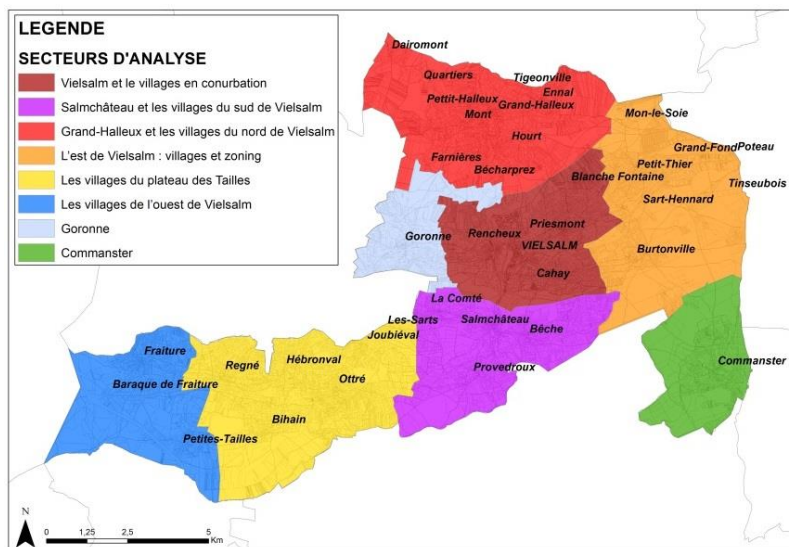 LEGENDE
SECTEURS D'ANALYSE
Vielsalm et le villages en conurbation
Salmchâteau et les villages du sud de Vielsalm
Grand-Halleux et les villages du nord de Vielsalm
L'est de Vielsalm : villages et zoning
Les villages du plateau des Tailles
Les villages de l'ouest de Vielsalm
Goronne
Commanster
Dairomont
Quartiers
Tigeonville
Ennal
Pettit-Halleux
Grand-Halleux
Mont
Mon-le-Soie
Hourt
Grand-Fond
Poteau
Farnières
Petit-Thier
Bécharprez
Blanche Fontaine
Tinseubois
Sart-Hennard
Priesmont
Goronne
Rencheux
VIELSALM
Burtonville
Cahay
La Comté
Les-Sarts
Salmchâteau
Joubiéval
Bêche
Fraiture
Hébronval
Regné
Provedroux
Commanster
Baraque de Fraiture
Ottré
Bihain
Petites-Tailles
N
0 1,25 2,5 5
Km